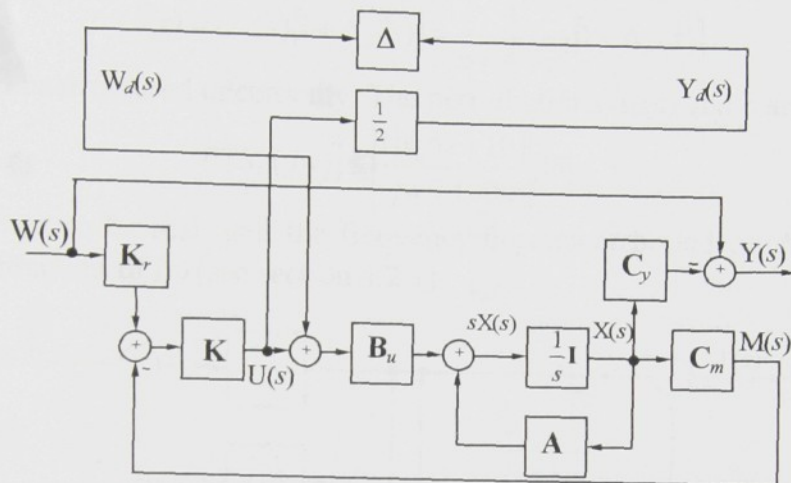 Δ
W_d(s)
Y_d(s)
1/2
W(s)
K_r
C_y
-
+
Y(s)
+
-
K
U(s)
+
B_u
+
sX(s)
1/s I
X(s)
C_m
M(s)
A